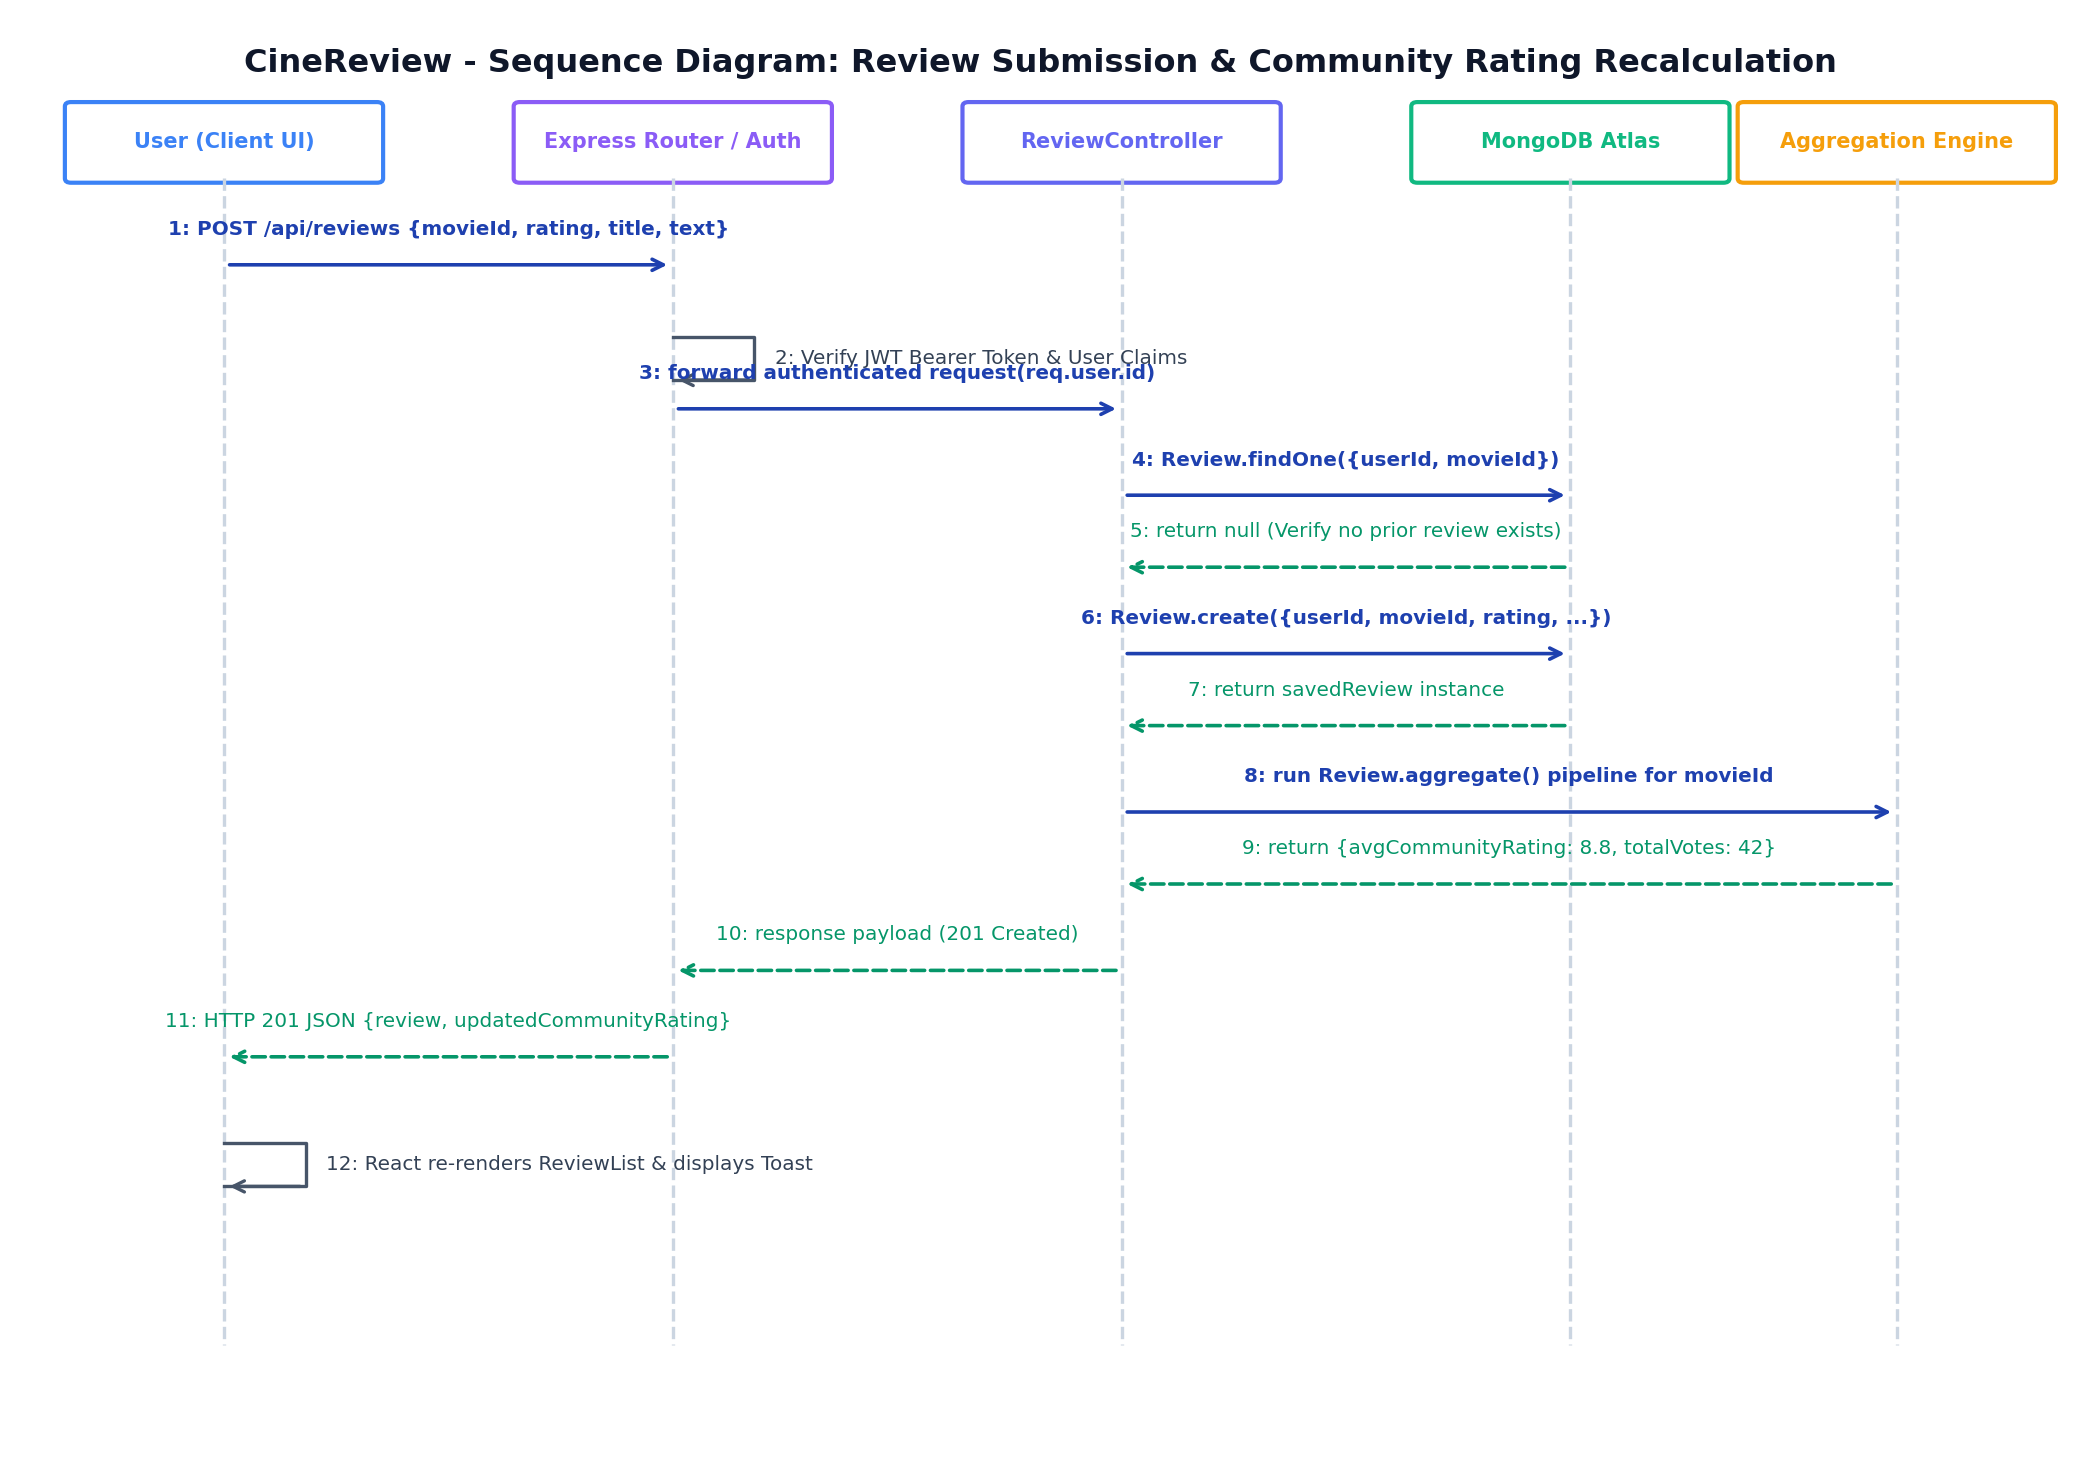 CineReview - Sequence Diagram: Review Submission & Community Rating Recalculation
User (Client UI)
Express Router / Auth
ReviewController
MongoDB Atlas
Aggregation Engine
1: POST /api/reviews {movieId, rating, title, text}
2: Verify JWT Bearer Token & User Claims
3: forward authenticated request(req.user.id)
4: Review.findOne({userId, movieId})
5: return null (Verify no prior review exists)
6: Review.create({userId, movieId, rating, ...})
7: return savedReview instance
8: run Review.aggregate() pipeline for movieId
9: return {avgCommunityRating: 8.8, totalVotes: 42}
10: response payload (201 Created)
11: HTTP 201 JSON {review, updatedCommunityRating}
12: React re-renders ReviewList & displays Toast